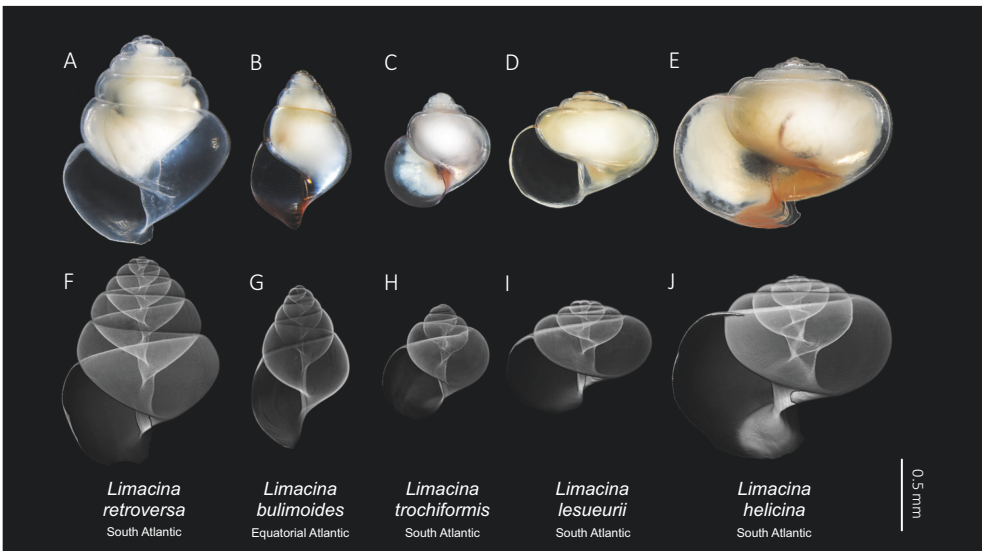 A B C D E
F G H I J
Limacina
retroversa
South Atlantic
Limacina
bulimoides
Equatorial Atlantic
Limacina
trochiformis
South Atlantic
Limacina
lesueurii
South Atlantic
Limacina
helicina
South Atlantic
0.5 mm